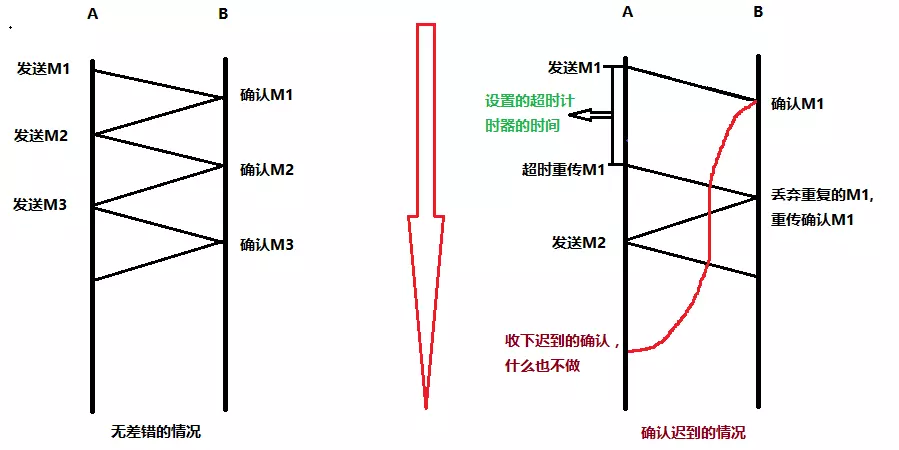 A
B
发送M1
确认M1
发送M2
确认M2
发送M3
确认M3
无差错的情况
A
B
发送M1
确认M1
设置的超时计
时器的时间
超时重传M1
丢弃重复的M1,
重传确认M1
发送M2
收下迟到的确认，
什么也不做
确认迟到的情况